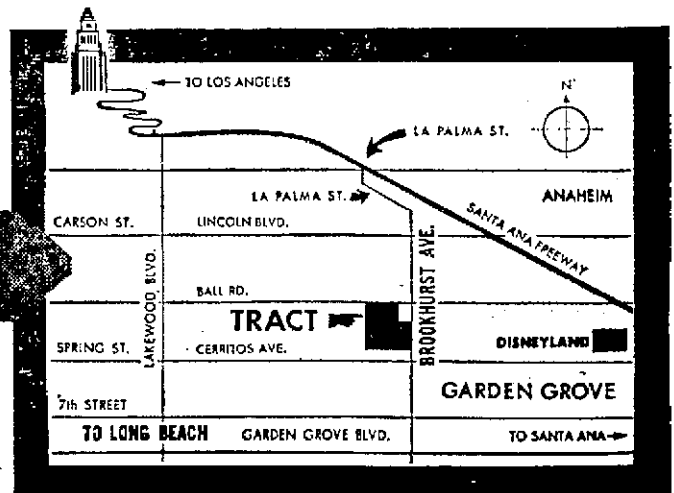 TO LOS ANGELES
N
LA PALMA ST.
LA PALMA ST.
ANAHEIM
CARSON ST.
LINCOLN BLVD.
SANTA ANA FREEWAY
LAKEWOOD BLVD.
BROOKHURST AVE.
BALL RD.
TRACT
DISNEYLAND
SPRING ST.
CERRITOS AVE.
GARDEN GROVE
7th STREET
TO LONG BEACH
GARDEN GROVE BLVD.
TO SANTA ANA